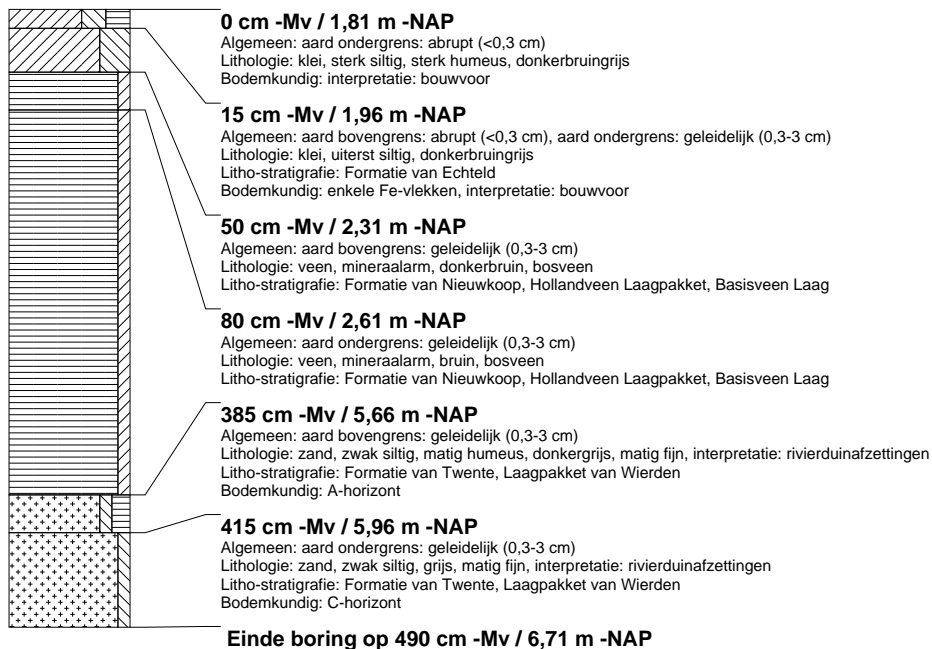 0 cm -Mv / 1,81 m -NAP
Algemeen: aard ondergrens: abrupt (<0,3 cm)
Lithologie: klei, sterk siltig, sterk humeus, donkerbruingrijs
Bodemkundig: interpretatie: bouwvoor
15 cm -Mv / 1,96 m -NAP
Algemeen: aard bovengrens: abrupt (<0,3 cm), aard ondergrens: geleidelijk (0,3-3 cm)
Lithologie: klei, uiterst siltig, donkerbruingrijs
Litho-stratigrafie: Formatie van Echteld
Bodemkundig: enkele Fe-vlekken, interpretatie: bouwvoor
50 cm -Mv / 2,31 m -NAP
Algemeen: aard bovengrens: geleidelijk (0,3-3 cm)
Lithologie: veen, mineraalarm, donkerbruin, bosveen
Litho-stratigrafie: Formatie van Nieuwkoop, Hollandveen Laagpakket, Basisveen Laag
80 cm -Mv / 2,61 m -NAP
Algemeen: aard ondergrens: geleidelijk (0,3-3 cm)
Lithologie: veen, mineraalarm, bruin, bosveen
Litho-stratigrafie: Formatie van Nieuwkoop, Hollandveen Laagpakket, Basisveen Laag
385 cm -Mv / 5,66 m -NAP
Algemeen: aard bovengrens: geleidelijk (0,3-3 cm)
Lithologie: zand, zwak siltig, matig humeus, donkergrijs, matig fijn, interpretatie: rivierduinafzettingen
Litho-stratigrafie: Formatie van Twente, Laagpakket van Wierden
Bodemkundig: A-horizont
415 cm -Mv / 5,96 m -NAP
Algemeen: aard ondergrens: geleidelijk (0,3-3 cm)
Lithologie: zand, zwak siltig, grijs, matig fijn, interpretatie: rivierduinafzettingen
Litho-stratigrafie: Formatie van Twente, Laagpakket van Wierden
Bodemkundig: C-horizont
Einde boring op 490 cm -Mv / 6,71 m -NAP